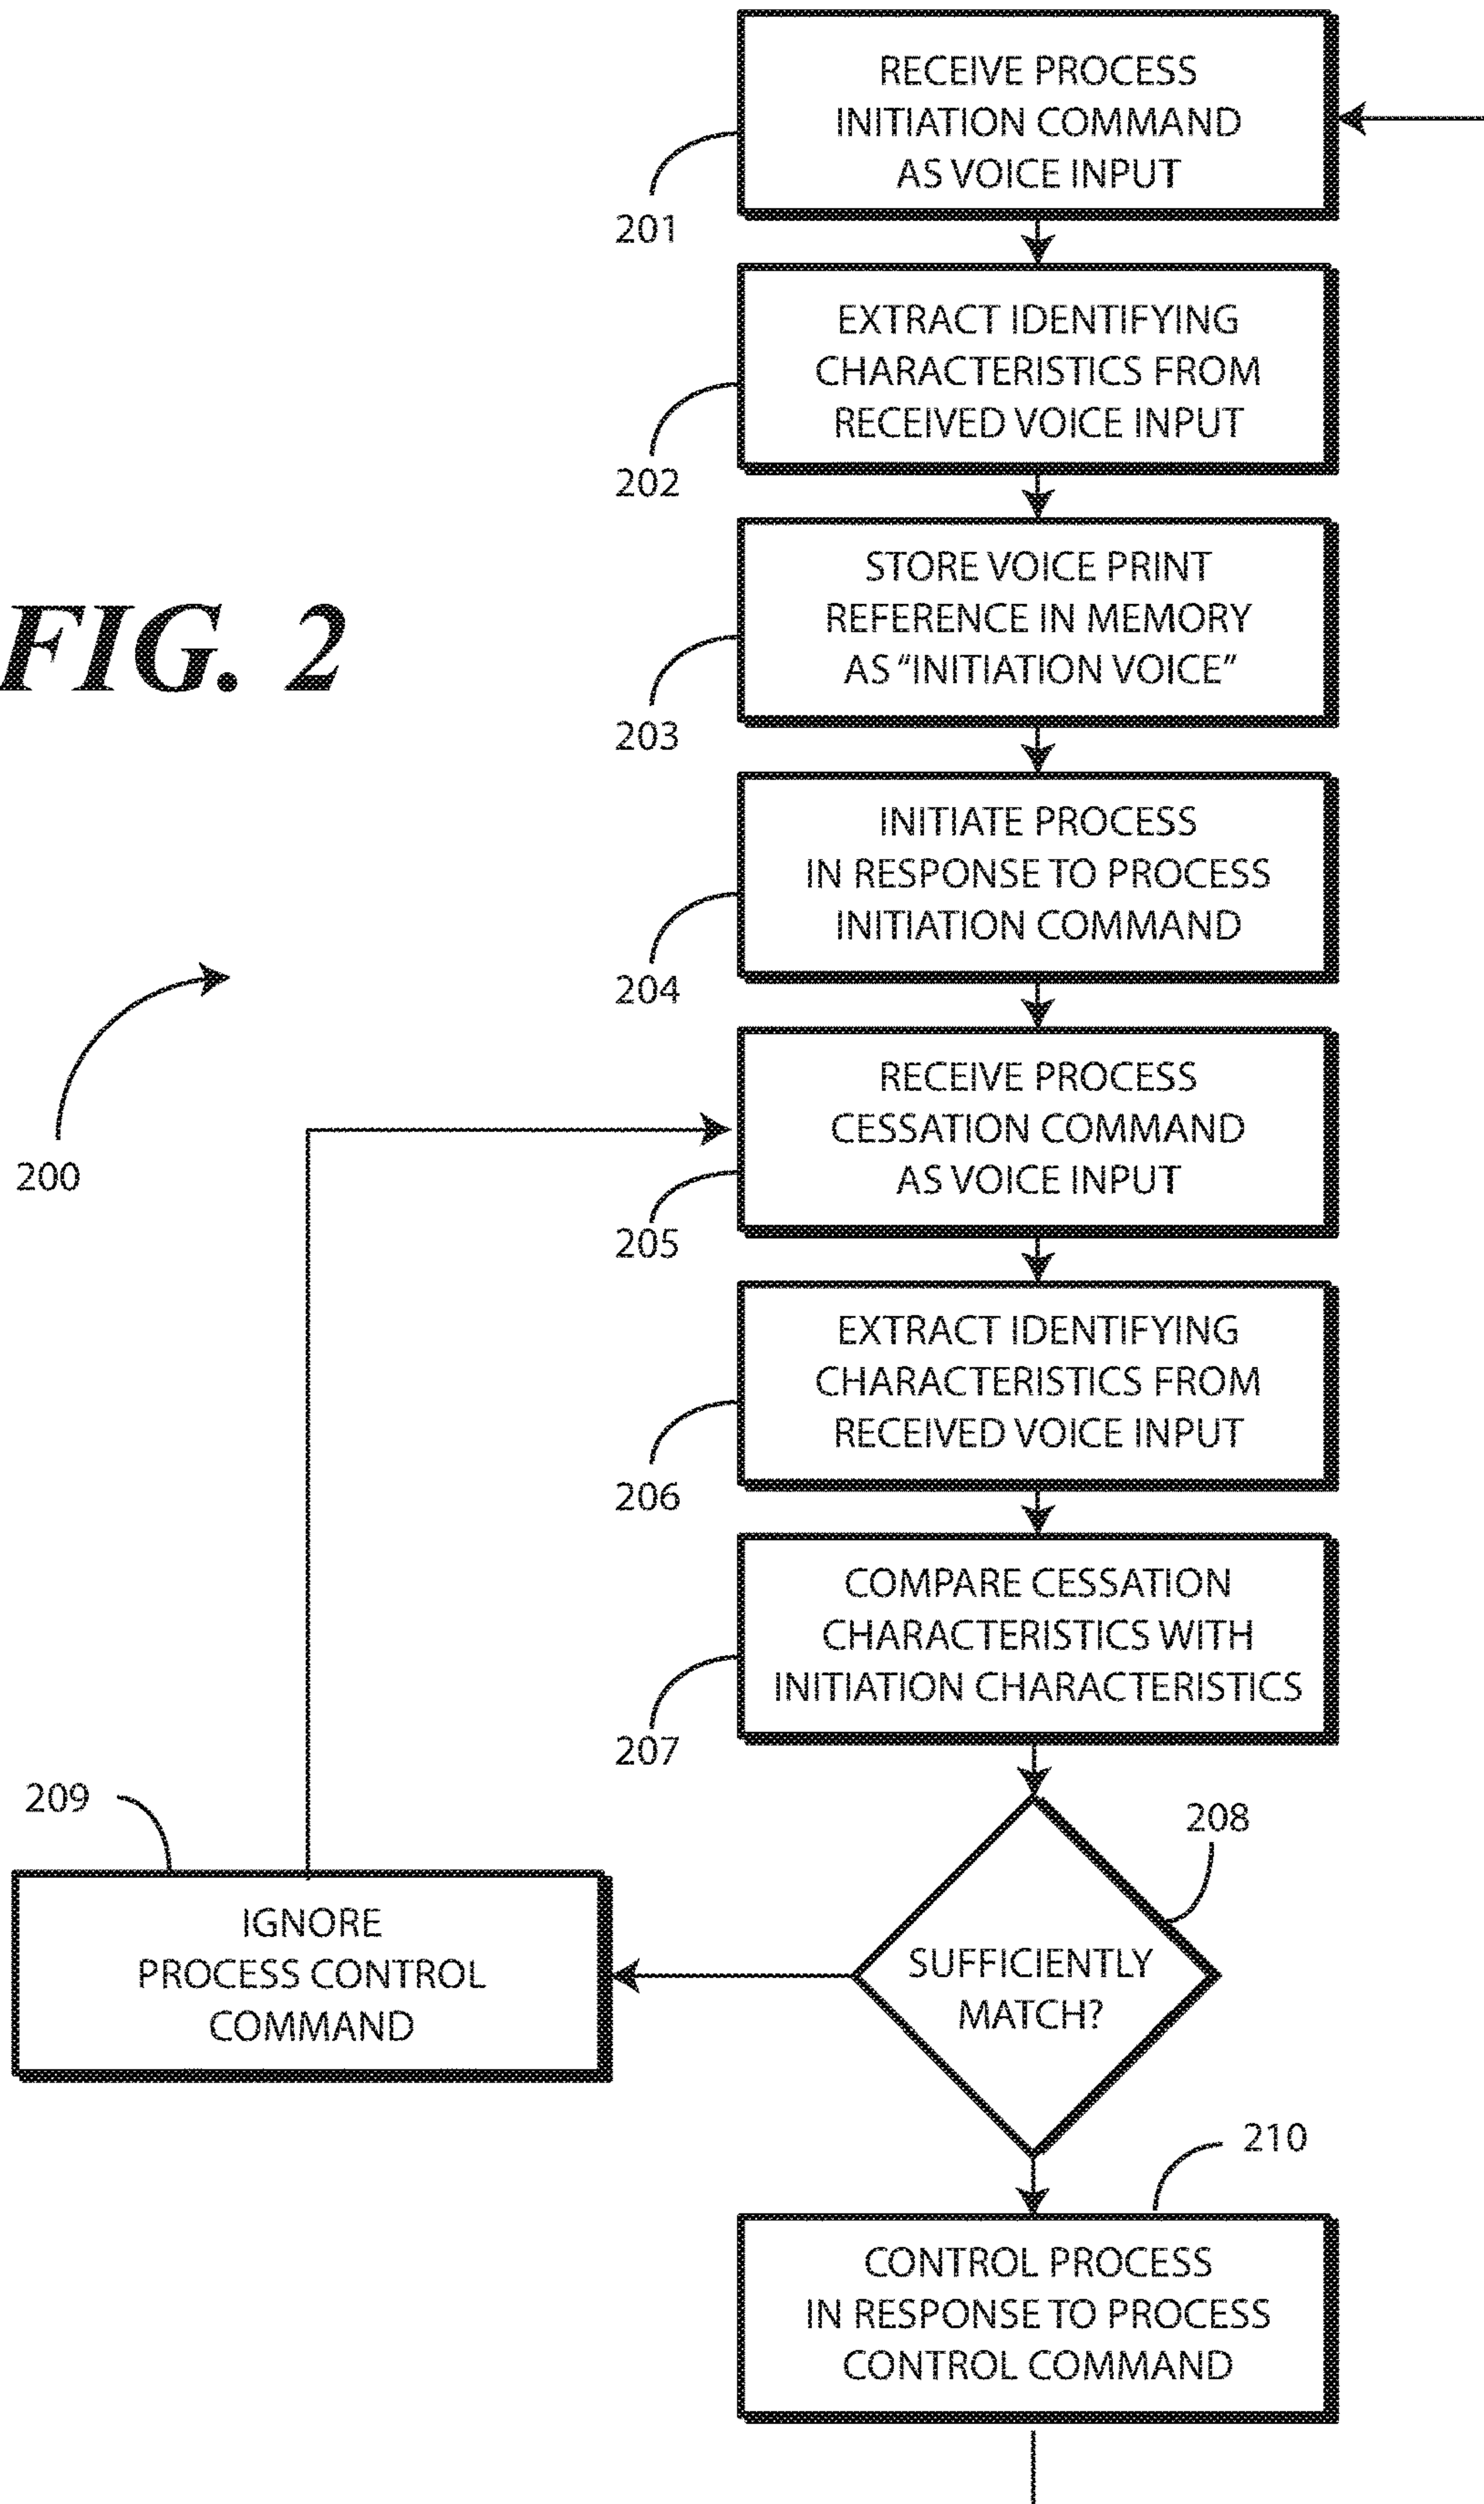 RECEIVE PROCESS
INITIATION COMMAND
AS VOICE INPUT
201
EXTRACT IDENTIFYING
CHARACTERISTICS FROM
RECEIVED VOICE INPUT
202
STORE VOICE PRINT
REFERENCE IN MEMORY
AS “INITIATION VOICE”
203
FIG. 2
INITIATE PROCESS
IN RESPONSE TO PROCESS
INITIATION COMMAND
204
200
RECEIVE PROCESS
CESSATION COMMAND
AS VOICE INPUT
205
EXTRACT IDENTIFYING
CHARACTERISTICS FROM
RECEIVED VOICE INPUT
206
COMPARE CESSATION
CHARACTERISTICS WITH
INITIATION CHARACTERISTICS
207
208
SUFFICIENTLY
MATCH?
209
IGNORE
PROCESS CONTROL
COMMAND
210
CONTROL PROCESS
IN RESPONSE TO PROCESS
CONTROL COMMAND